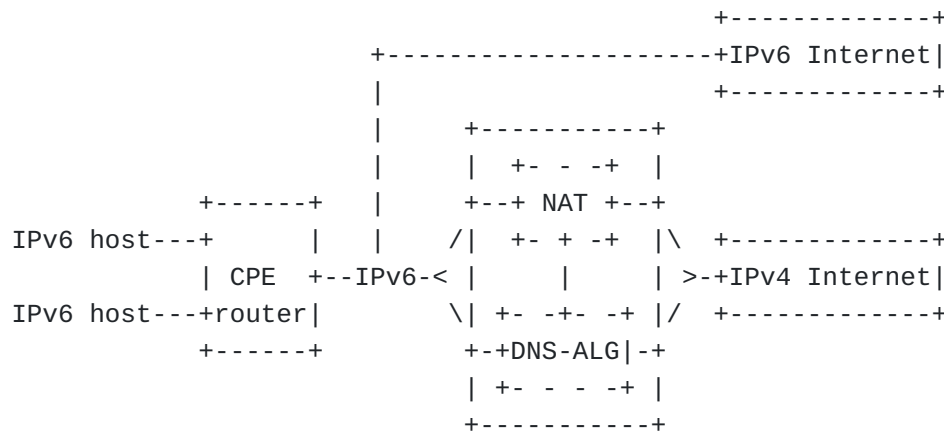 IPv6 Internet
NAT
IPv6 host
CPE IPv6 IPv4 Internet
IPv6 host router
DNS-ALG